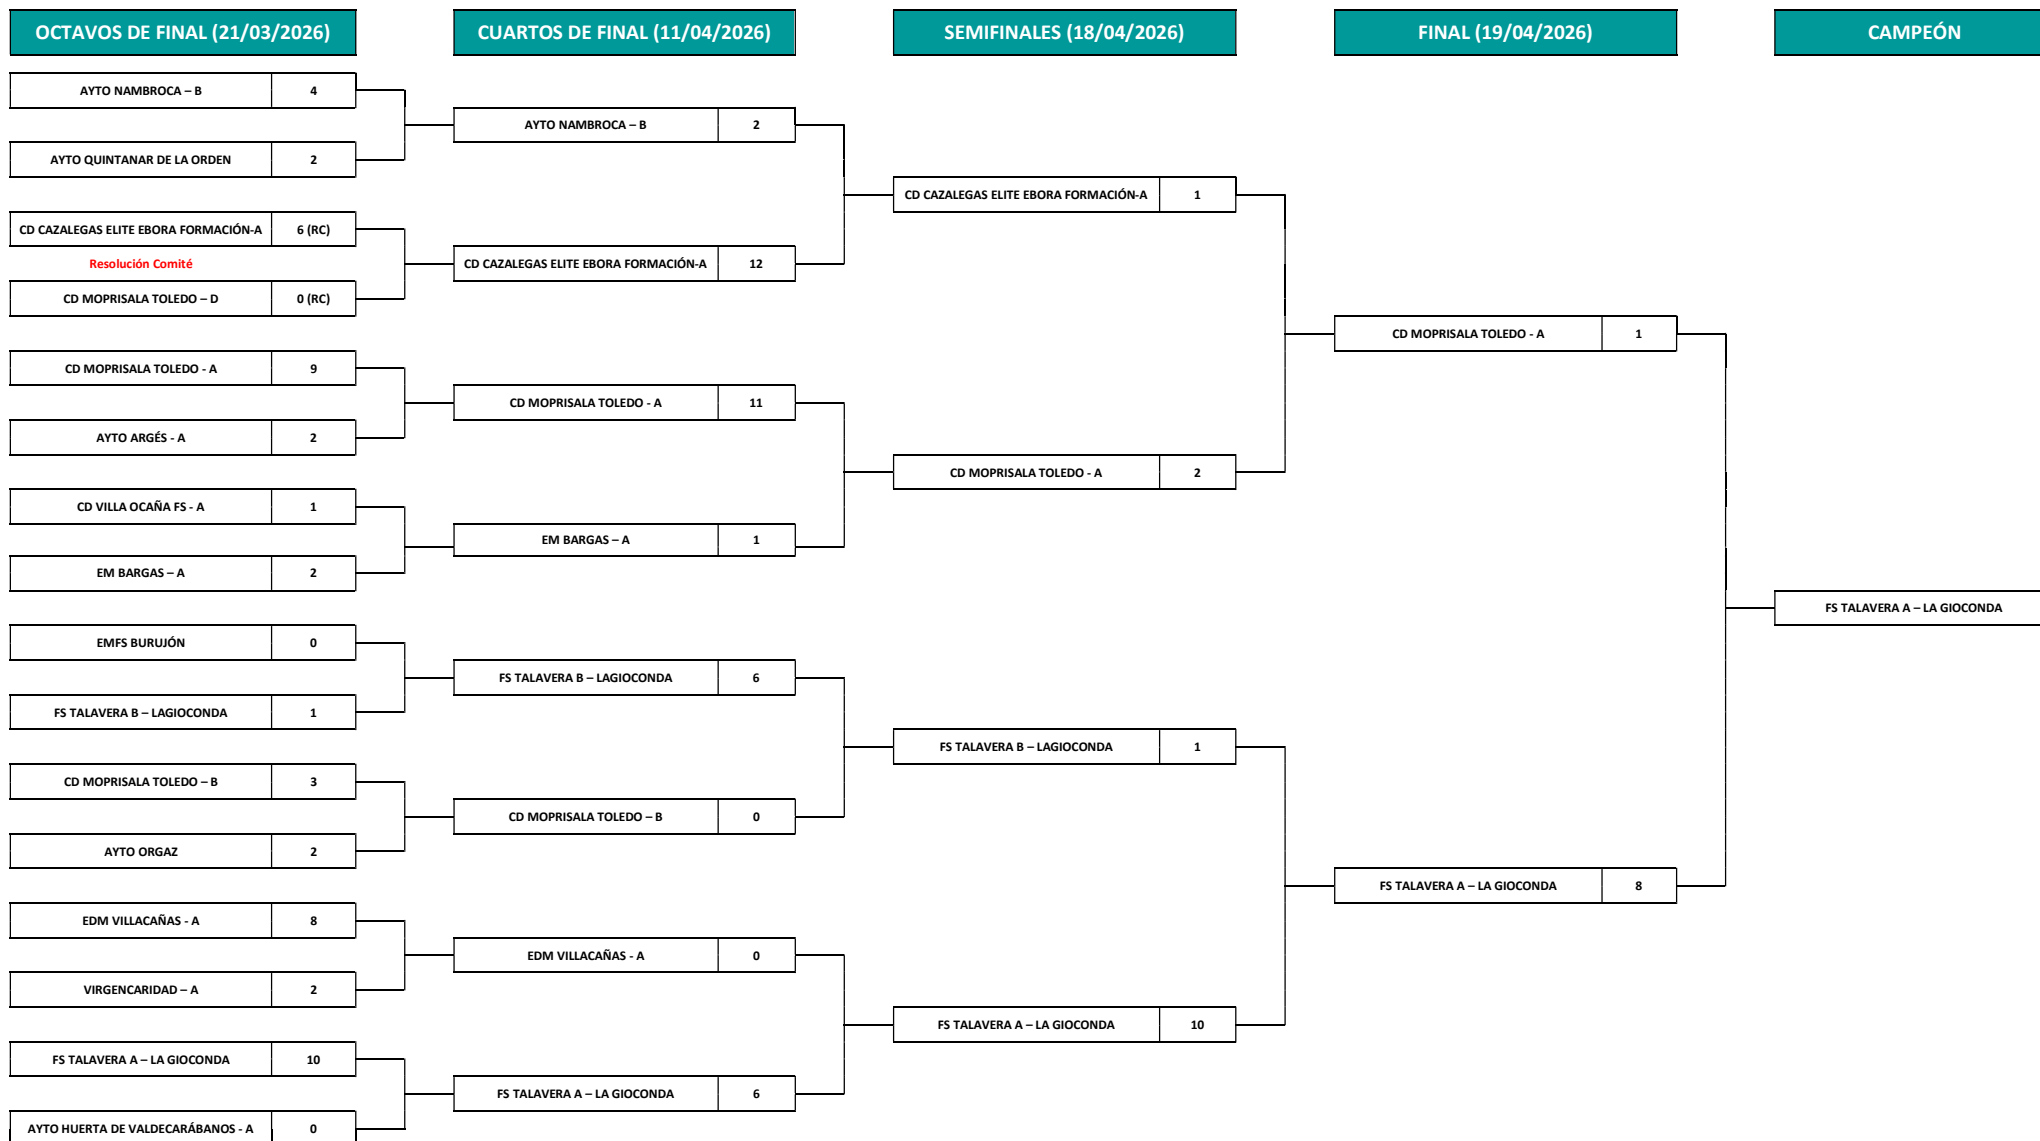 OCTAVOS DE FINAL (21/03/2026)
CUARTOS DE FINAL (11/04/2026)
SEMIFINALES (18/04/2026)
FINAL (19/04/2026)
CAMPEÓN
AYTO NAMBROCA – B 4
AYTO QUINTANAR DE LA ORDEN 2
CD CAZALEGAS ELITE EBORA FORMACIÓN-A 6 (RC)
Resolución Comité
CD MOPRISALA TOLEDO – D 0 (RC)
CD MOPRISALA TOLEDO - A 9
AYTO ARGÉS - A 2
CD VILLA OCAÑA FS - A 1
EM BARGAS – A 2
EMFS BURUJÓN 0
FS TALAVERA B – LAGIOCONDA 1
CD MOPRISALA TOLEDO – B 3
AYTO ORGAZ 2
EDM VILLACAÑAS - A 8
VIRGENCARIDAD – A 2
FS TALAVERA A – LA GIOCONDA 10
AYTO HUERTA DE VALDECARÁBANOS - A 0
AYTO NAMBROCA – B 2
CD CAZALEGAS ELITE EBORA FORMACIÓN-A 12
CD MOPRISALA TOLEDO - A 11
EM BARGAS – A 1
FS TALAVERA B – LAGIOCONDA 6
CD MOPRISALA TOLEDO – B 0
EDM VILLACAÑAS - A 0
FS TALAVERA A – LA GIOCONDA 6
CD CAZALEGAS ELITE EBORA FORMACIÓN-A 1
CD MOPRISALA TOLEDO - A 2
FS TALAVERA B – LAGIOCONDA 1
FS TALAVERA A – LA GIOCONDA 10
CD MOPRISALA TOLEDO - A 1
FS TALAVERA A – LA GIOCONDA 8
FS TALAVERA A – LA GIOCONDA